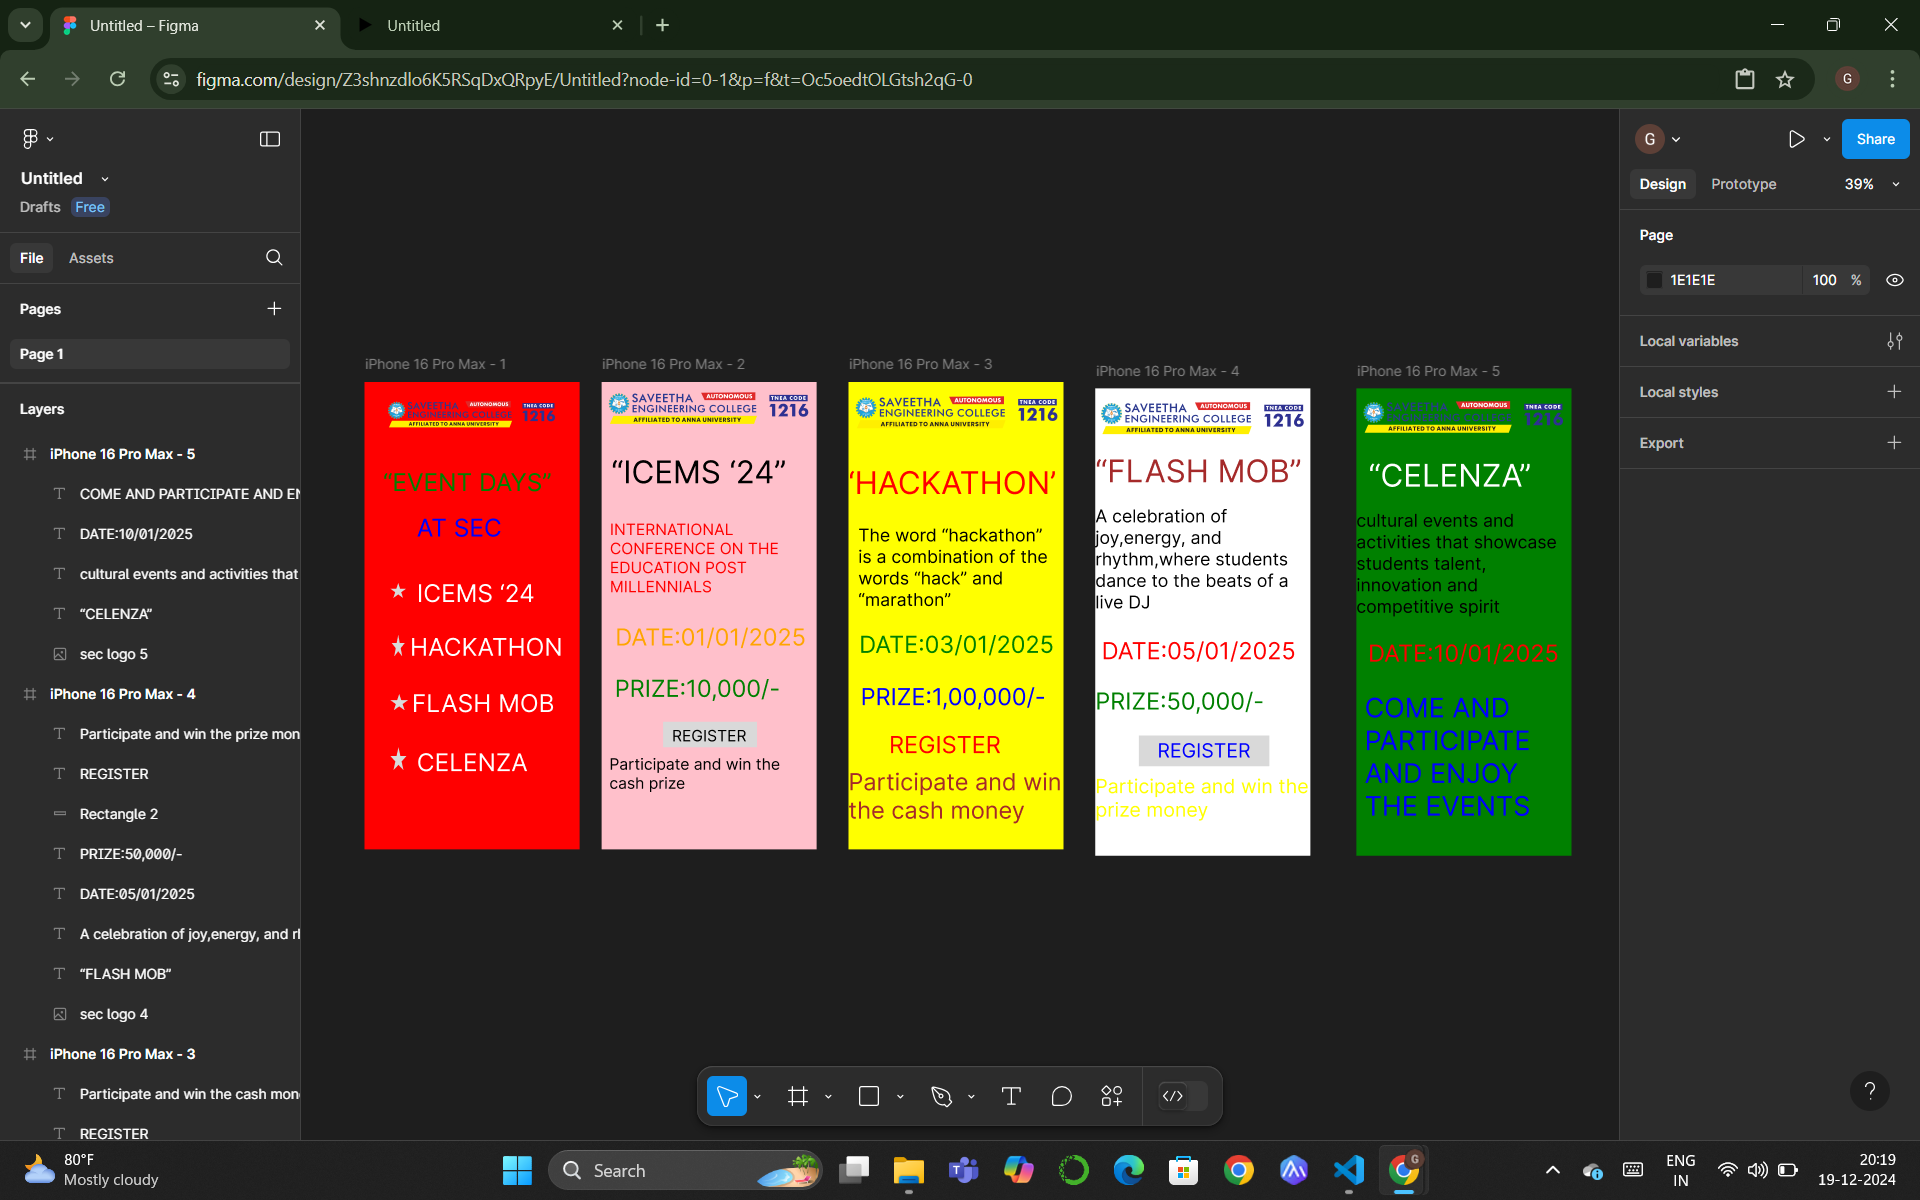 Untitled – Figma
Untitled
figma.com/design/Z3shnzdlo6K5RSqDxQRpyE/Untitled?node-id=0-1&p=f&t=Oc5oedtOLGtsh2qG-0
G
Untitled
Drafts Free
File Assets
Pages
Page 1
Layers
iPhone 16 Pro Max - 5
COME AND PARTICIPATE AND EN
DATE:10/01/2025
cultural events and activities that
“CELENZA”
sec logo 5
iPhone 16 Pro Max - 4
Participate and win the prize mon
REGISTER
Rectangle 2
PRIZE:50,000/-
DATE:05/01/2025
A celebration of joy,energy, and rl
“FLASH MOB”
sec logo 4
iPhone 16 Pro Max - 3
Participate and win the cash mon
REGISTER
iPhone 16 Pro Max - 1
SAVEETHA AUTONOMOUS
ENGINEERING COLLEGE
AFFILIATED TO ANNA UNIVERSITY
TNEA CODE
1216
“EVENT DAYS”
AT SEC
ICEMS ‘24
HACKATHON
FLASH MOB
CELENZA
iPhone 16 Pro Max - 2
SAVEETHA AUTONOMOUS
ENGINEERING COLLEGE
AFFILIATED TO ANNA UNIVERSITY
TNEA CODE
1216
“ICEMS ‘24”
INTERNATIONAL
CONFERENCE ON THE
EDUCATION POST
MILLENNIALS
DATE:01/01/2025
PRIZE:10,000/-
REGISTER
Participate and win the
cash prize
iPhone 16 Pro Max - 3
SAVEETHA AUTONOMOUS
ENGINEERING COLLEGE
AFFILIATED TO ANNA UNIVERSITY
TNEA CODE
1216
‘HACKATHON’
The word “hackathon”
is a combination of the
words “hack” and
“marathon”
DATE:03/01/2025
PRIZE:1,00,000/-
REGISTER
Participate and win
the cash money
iPhone 16 Pro Max - 4
SAVEETHA AUTONOMOUS
ENGINEERING COLLEGE
AFFILIATED TO ANNA UNIVERSITY
TNEA CODE
1216
“FLASH MOB”
A celebration of
joy,energy, and
rhythm,where students
dance to the beats of a
live DJ
DATE:05/01/2025
PRIZE:50,000/-
REGISTER
Participate and win the
prize money
iPhone 16 Pro Max - 5
SAVEETHA AUTONOMOUS
ENGINEERING COLLEGE
AFFILIATED TO ANNA UNIVERSITY
TNEA CODE
1216
“CELENZA”
cultural events and
activities that showcase
students talent,
innovation and
competitive spirit
DATE:10/01/2025
COME AND
PARTICIPATE
AND ENJOY
THE EVENTS
G
Share
Design Prototype 39%
Page
1E1E1E 100 %
Local variables
Local styles
Export
?
80°F
Mostly cloudy
Search
G
ENG
IN
20:19
19-12-2024